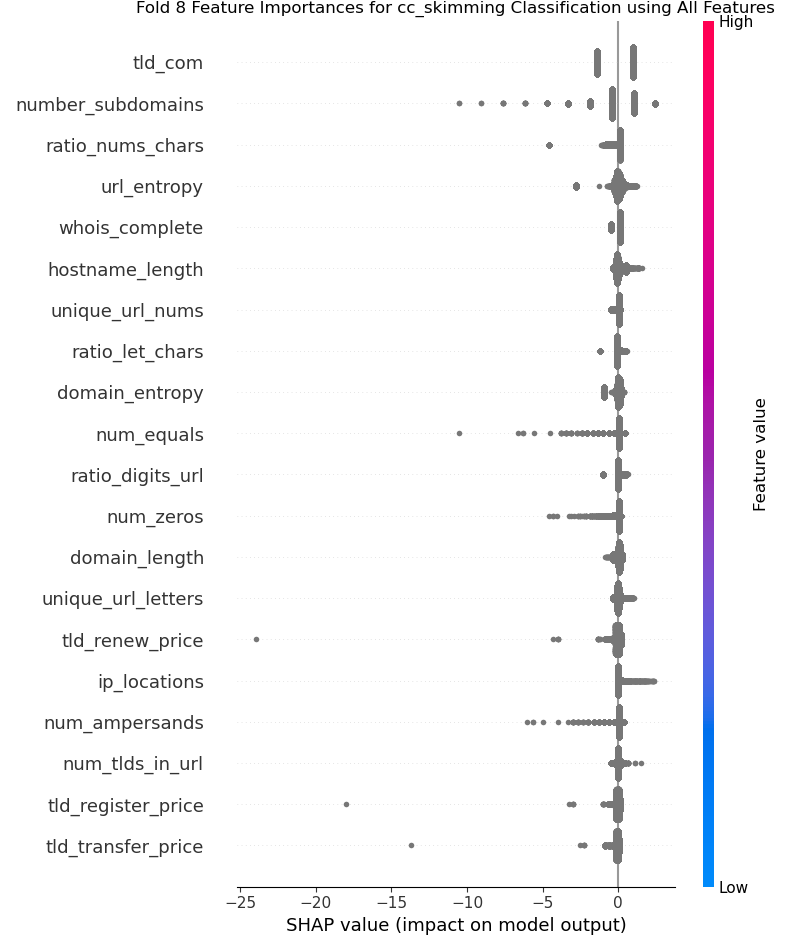 Fold 8 Feature Importances for cc_skimming Classification using All Features
High
tld_com
number_subdomains
ratio_nums_chars
url_entropy
whois_complete
hostname_length
unique_url_nums
ratio_let_chars
domain_entropy
num_equals
ratio_digits_url
num_zeros
domain_length
unique_url_letters
tld_renew_price
ip_locations
num_ampersands
num_tlds_in_url
tld_register_price
tld_transfer_price
Feature value
Low
−25 −20 −15 −10 −5 0
SHAP value (impact on model output)